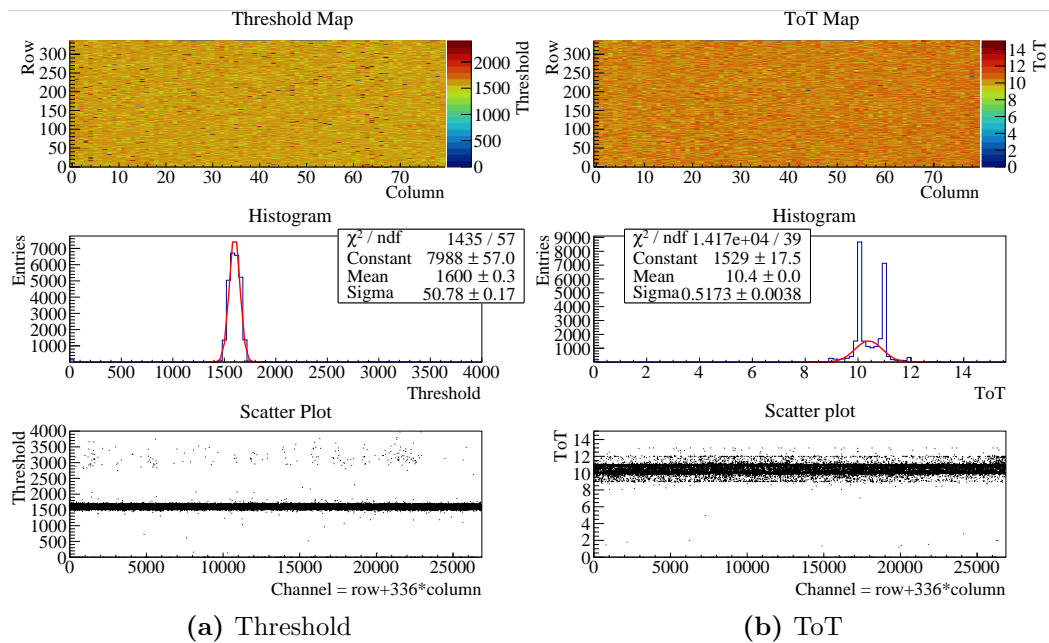 Threshold Map
Row
300
250
200
150
100
50
0
0 10 20 30 40 50 60 70
Column
2000
1500
1000
500
0
Threshold
ToT Map
Row
300
250
200
150
100
50
0
0 10 20 30 40 50 60 70
Column
14
12
10
8
6
4
2
0
ToT
Histogram
Entries
7000
6000
5000
4000
3000
2000
1000
0 500 1000 1500 2000 2500 3000 3500 4000
Threshold
χ² / ndf 1435 / 57
Constant 7988 ± 57.0
Mean 1600 ± 0.3
Sigma 50.78 ± 0.17
Histogram
Entries
9000
8000
7000
6000
5000
4000
3000
2000
1000
0 2 4 6 8 10 12 14
ToT
χ² / ndf 1.417e+04 / 39
Constant 1529 ± 17.5
Mean 10.4 ± 0.0
Sigma 0.5173 ± 0.0038
Scatter Plot
Threshold
4000
3500
3000
2500
2000
1500
1000
500
0
0 5000 10000 15000 20000 25000
Channel = row+336*column
Scatter plot
ToT
14
12
10
8
6
4
2
0
0 5000 10000 15000 20000 25000
Channel = row+336*column
(a) Threshold
(b) ToT